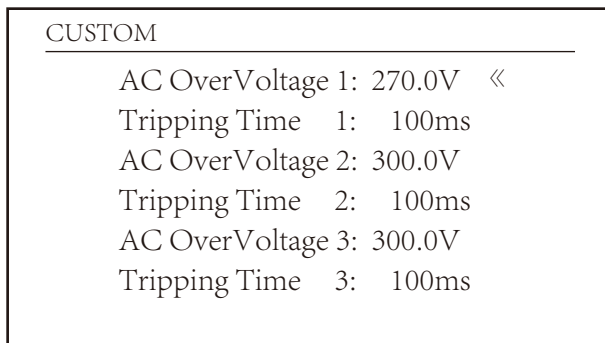 CUSTOM
AC OverVoltage 1: 270.0V «
Tripping Time 1: 100ms
AC OverVoltage 2: 300.0V
Tripping Time 2: 100ms
AC OverVoltage 3: 300.0V
Tripping Time 3: 100ms